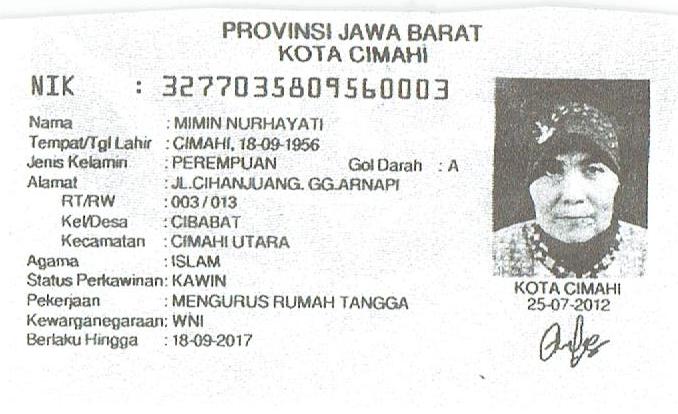 PROVINSI JAWA BARAT
KOTA CIMAHI
NIK : 3277035809560003
Nama : MIMIN NURHAYATI
Tempat/Tgl Lahir : CIMAHI, 18-09-1956
Jenis Kelamin : PEREMPUAN Gol Darah : A
Alamat : JL.CIHANJUANG. GG.ARNAPI
RT/RW : 003 / 013
Kel/Desa : CIBABAT
Kecamatan : CIMAHI UTARA
Agama : ISLAM
Status Perkawinan: KAWIN
Pekerjaan : MENGURUS RUMAH TANGGA
Kewarganegaraan: WNI
Berlaku Hingga : 18-09-2017
KOTA CIMAHI
25-07-2012